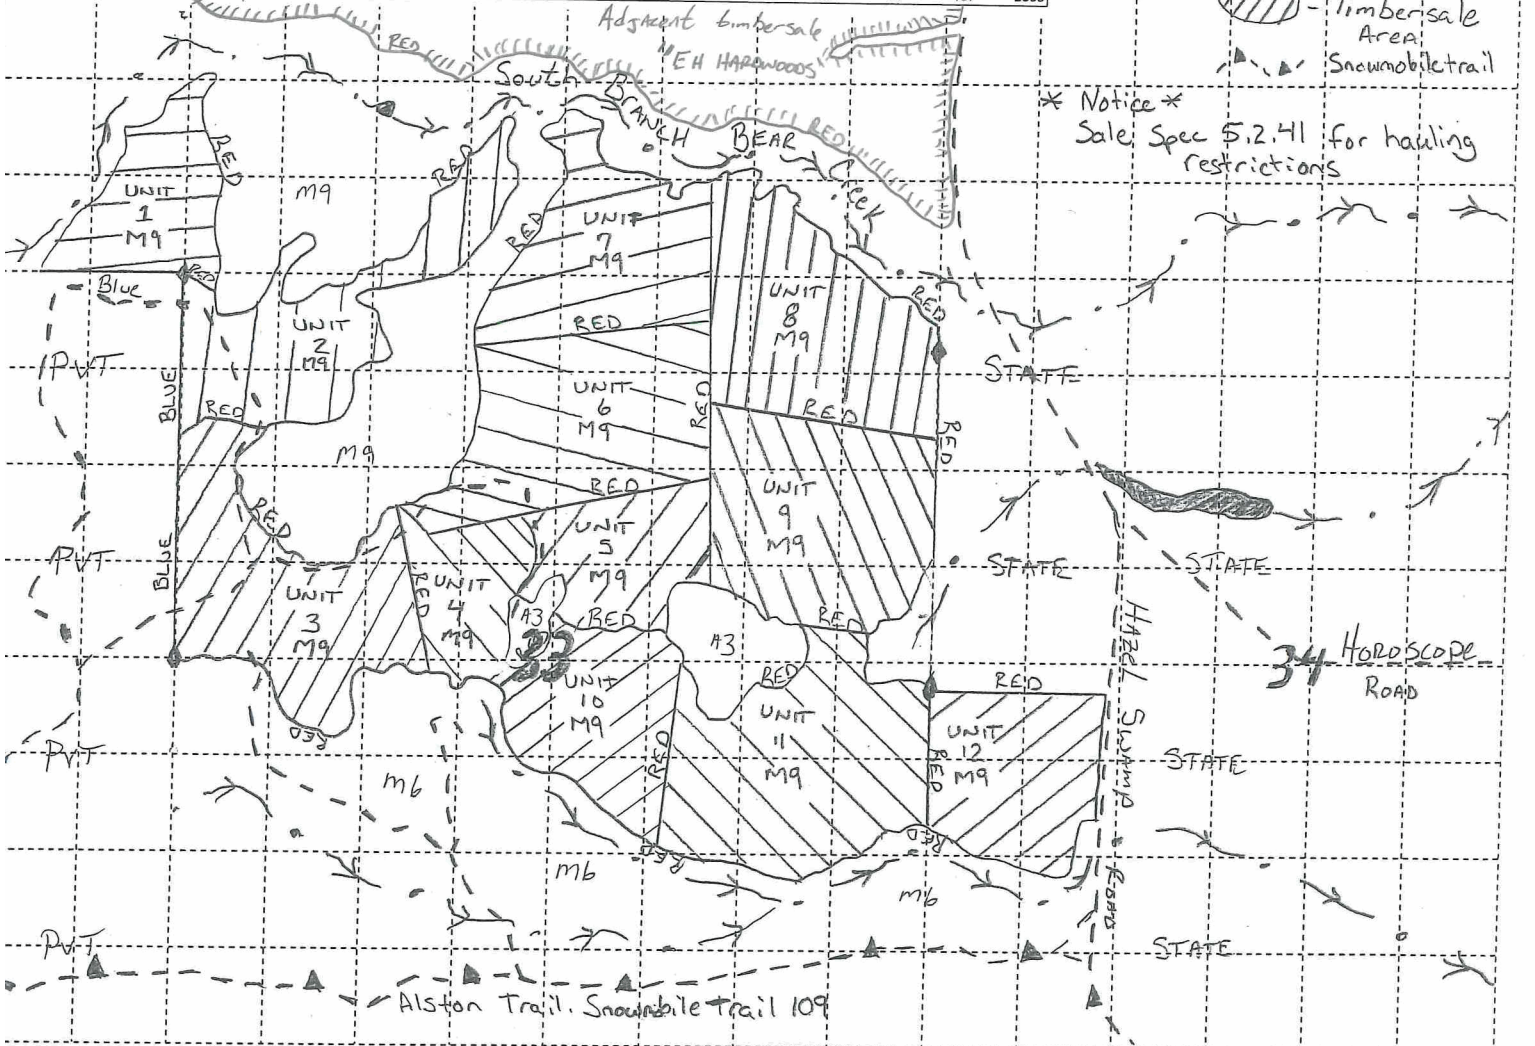 Adjacent timbersale
"EH HARDWOODS"
- Timbersale
Area
Snowmobile trail
* Notice *
Sale Spec 5.2.41 for hauling
restrictions
RED
South
BRANCH
BEAR
Creek
RED
UNIT
1
M9
RED
M9
RED
RED
UNIT
7
M9
RED
Blue
PVT
BLUE
UNIT
2
M9
RED
RED
UNIT
8
M9
RED
STATE
UNIT
6
M9
RED
RED
RED
RED
M9
RED
RED
UNIT
5
M9
UNIT
9
M9
PVT
BLUE
STATE
STATE
UNIT
3
M9
RED
UNIT
4
M9
A3
33
RED
A3
RED
HAZEL SWAMP ROAD
34
HOROSCOPE
ROAD
UNIT
10
M9
RED
RED
UNIT
11
M9
RED
RED
UNIT
12
M9
RED
PVT
STATE
M6
RED
RED
M6
M6
PVT
STATE
Alston Trail. Snowmobile Trail 109